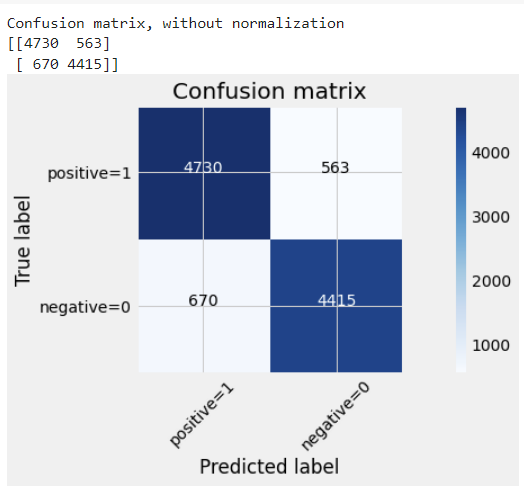 Confusion matrix, without normalization
[[4730  563]
 [ 670 4415]]
Confusion matrix
True label
positive=1
4730
563
negative=0
670
4415
positive=1
negative=0
Predicted label
4000
3000
2000
1000